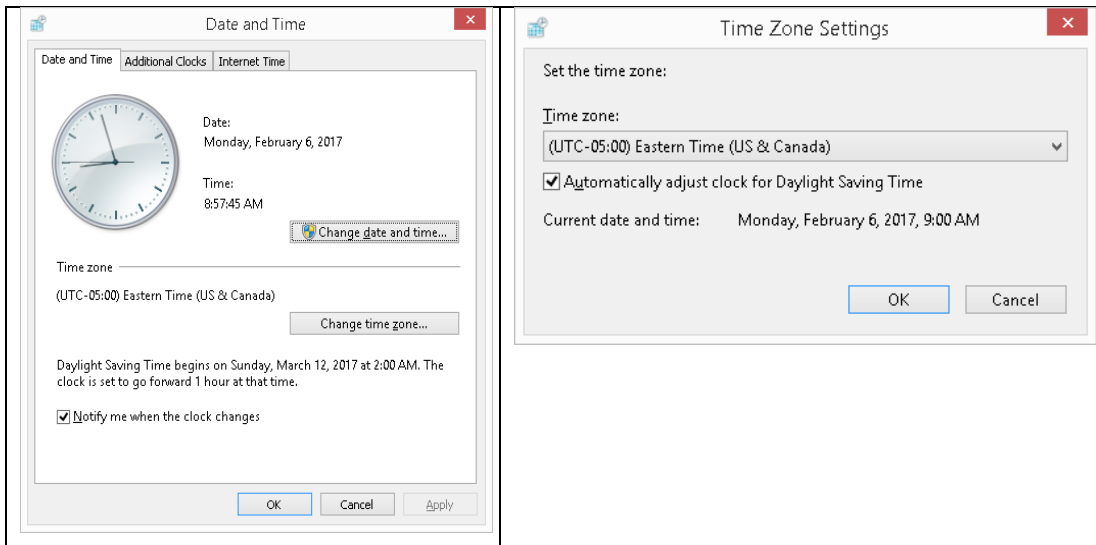 Date and Time
Date and Time Additional Clocks Internet Time
Date:
Monday, February 6, 2017
Time:
8:57:45 AM
Change date and time...
Time zone
(UTC-05:00) Eastern Time (US & Canada)
Change time zone...
Daylight Saving Time begins on Sunday, March 12, 2017 at 2:00 AM. The
clock is set to go forward 1 hour at that time.
Notify me when the clock changes
OK Cancel Apply
Time Zone Settings
Set the time zone:
Time zone:
(UTC-05:00) Eastern Time (US & Canada)
Automatically adjust clock for Daylight Saving Time
Current date and time: Monday, February 6, 2017, 9:00 AM
OK Cancel